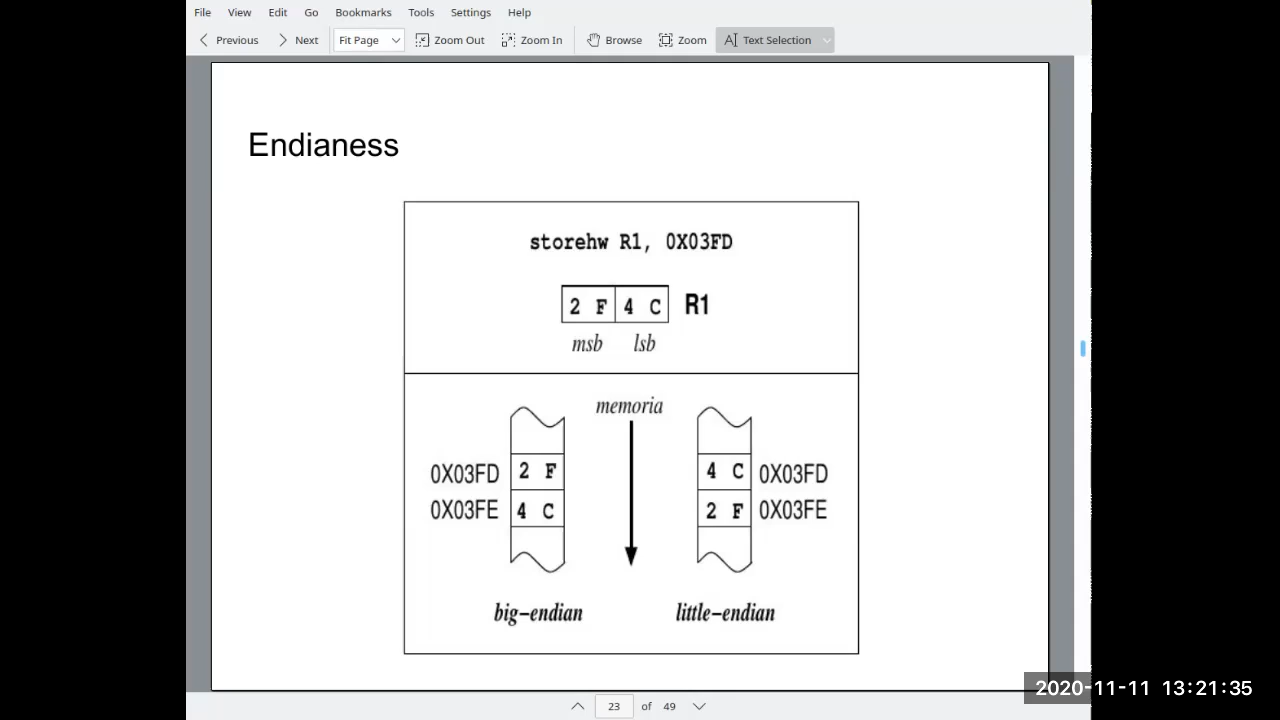 File View Edit Go Bookmarks Tools Settings Help
Previous Next Fit Page Zoom Out Zoom In Browse Zoom Text Selection
Endianess
storehw R1, 0X03FD
2 F 4 C R1
msb lsb
memoria
0X03FD 2 F 4 C 0X03FD
0X03FE 4 C 2 F 0X03FE
big-endian little-endian
2020-11-11 13:21:35
23 of 49